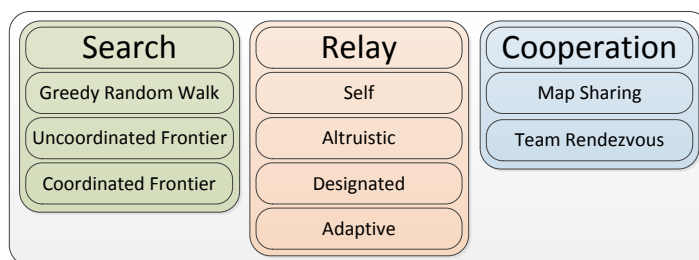 Search
Greedy Random Walk
Uncoordinated Frontier
Coordinated Frontier
Relay
Self
Altruistic
Designated
Adaptive
Cooperation
Map Sharing
Team Rendezvous